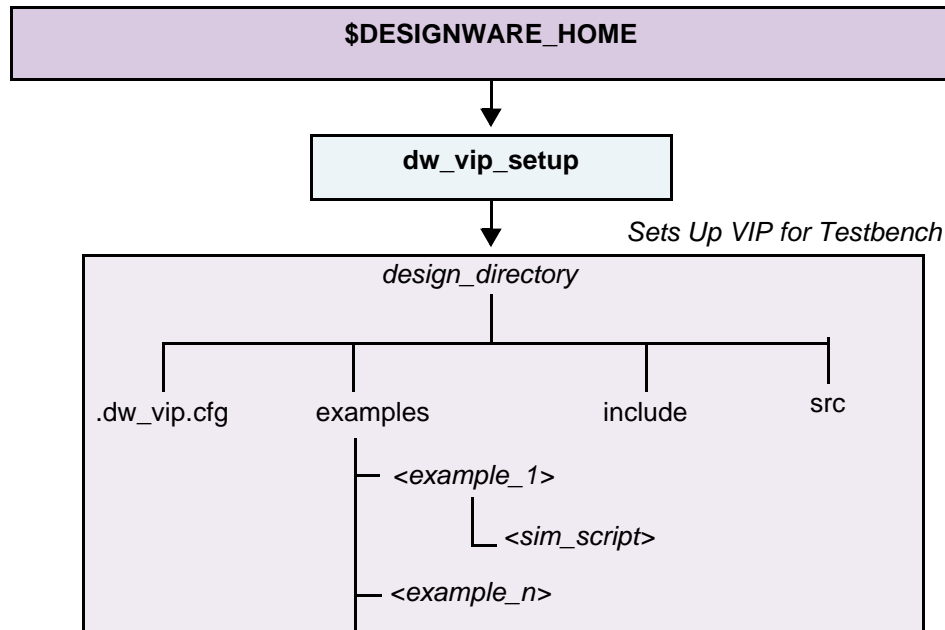 $DESIGNWARE_HOME
dw_vip_setup
Sets Up VIP for Testbench
design_directory
.dw_vip.cfg examples include src
<example_1>
<sim_script>
<example_n>